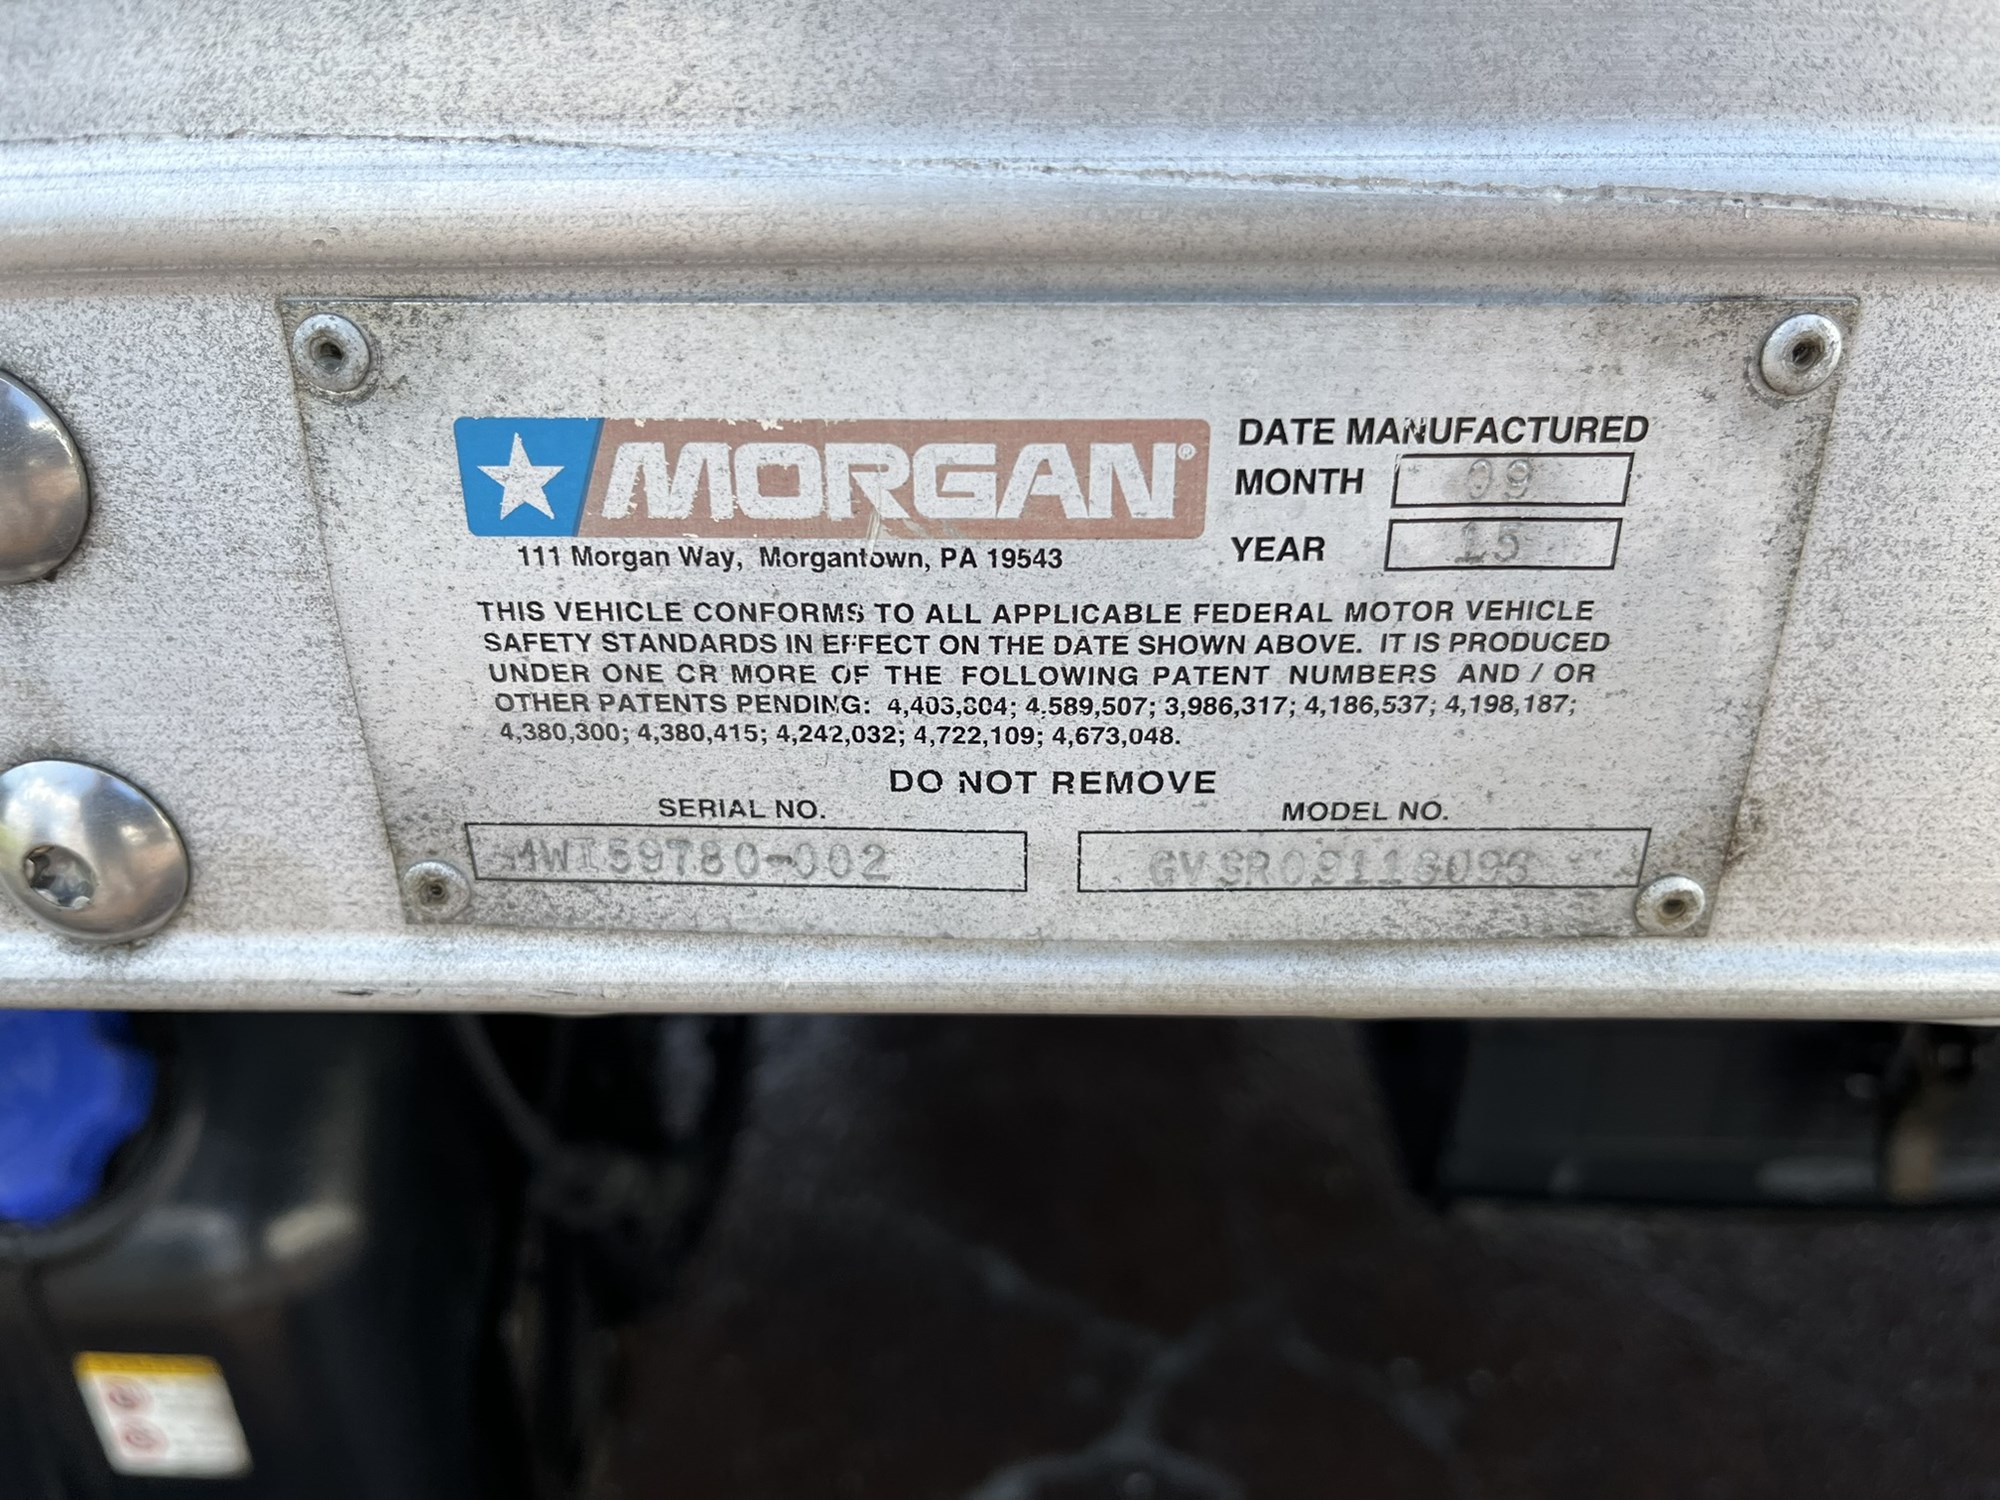 MORGAN®
111 Morgan Way, Morgantown, PA 19543
DATE MANUFACTURED
MONTH 09
YEAR 15
THIS VEHICLE CONFORMS TO ALL APPLICABLE FEDERAL MOTOR VEHICLE
SAFETY STANDARDS IN EFFECT ON THE DATE SHOWN ABOVE. IT IS PRODUCED
UNDER ONE OR MORE OF THE FOLLOWING PATENT NUMBERS AND / OR
OTHER PATENTS PENDING: 4,403,804; 4,589,507; 3,986,317; 4,186,537; 4,198,187;
4,380,300; 4,380,415; 4,242,032; 4,722,109; 4,673,048.
DO NOT REMOVE
SERIAL NO.
MODEL NO.